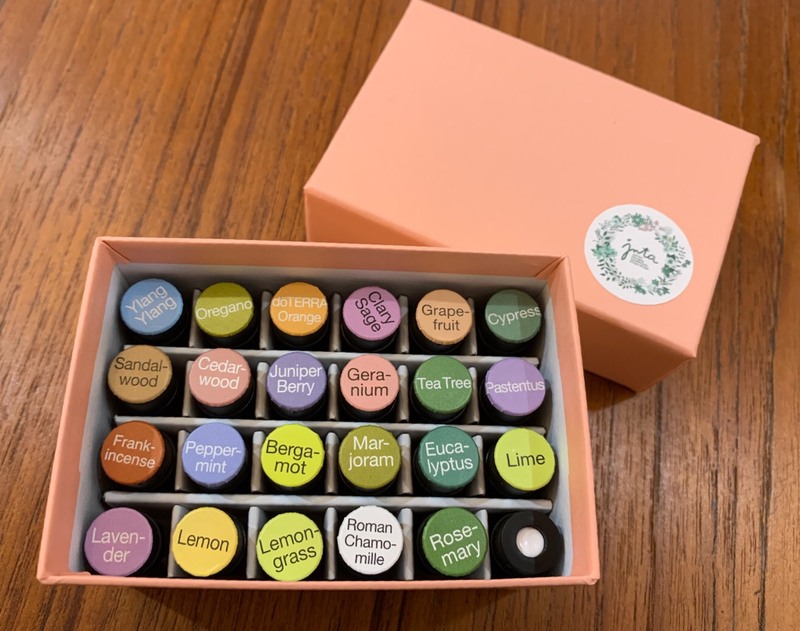 jnta
Ylang
Ylang
Oregano
dōTERRA
Orange
Clary
Sage
Grape-
fruit
Cypress
Sandal-
wood
Cedar-
wood
Juniper
Berry
Gera-
nium
Tea Tree
Pastentus
Frank-
incense
Pepper-
mint
Berga-
mot
Mar-
joram
Euca-
lyptus
Lime
Laven-
der
Lemon
Lemon-
grass
Roman
Chamo-
mille
Rose-
mary